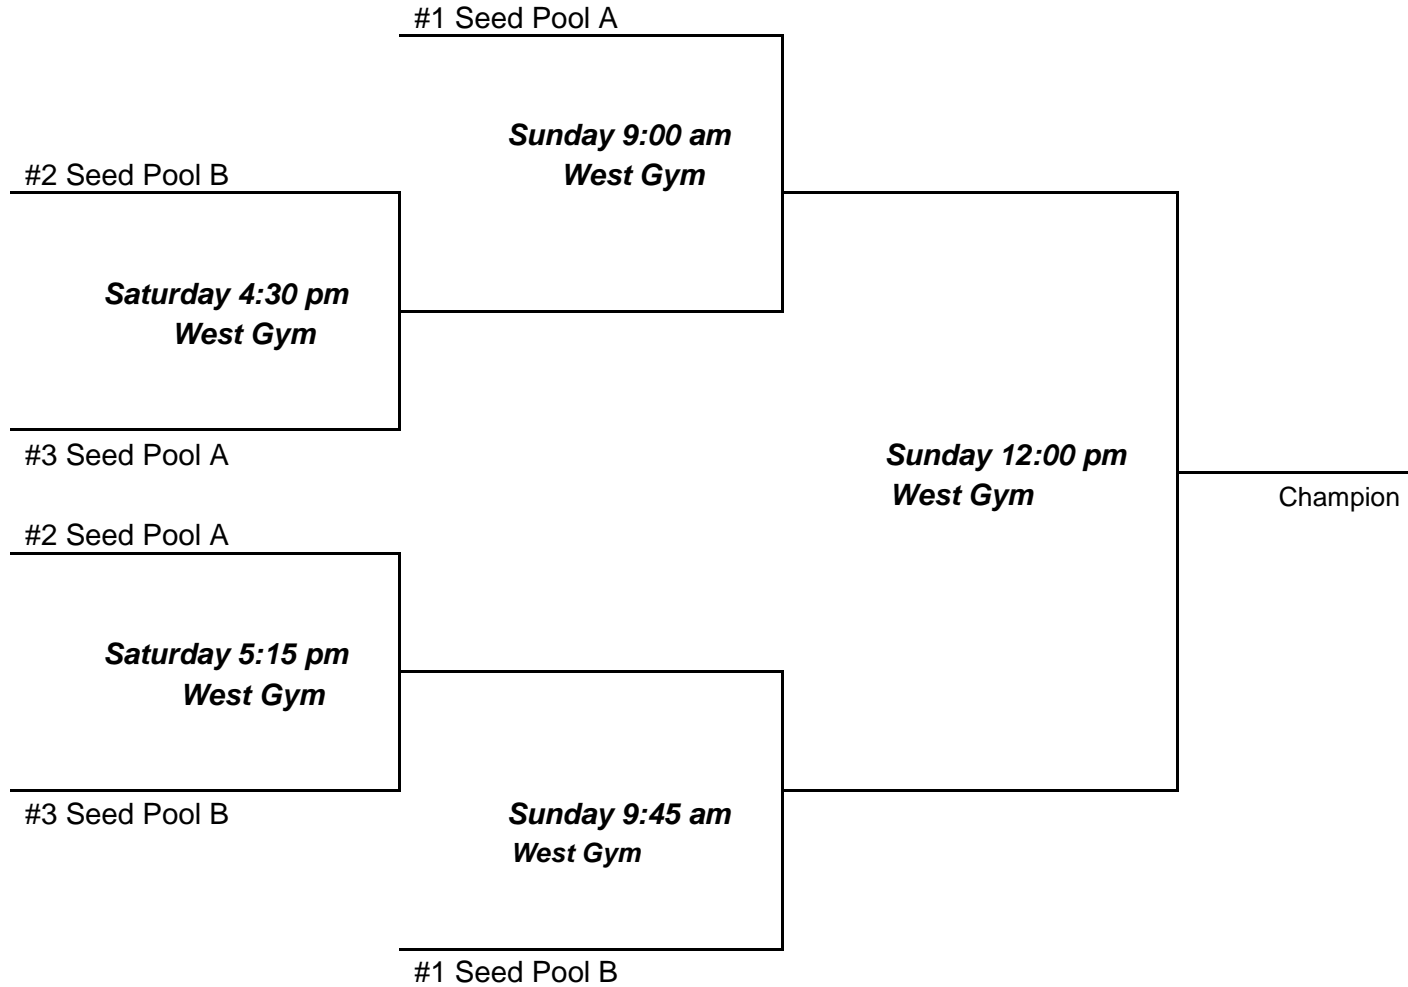 #1 Seed Pool A
Sunday 9:00 am
West Gym
#2 Seed Pool B
Saturday 4:30 pm
West Gym
#3 Seed Pool A
Sunday 12:00 pm
West Gym
Champion
#2 Seed Pool A
Saturday 5:15 pm
West Gym
#3 Seed Pool B
Sunday 9:45 am
West Gym
#1 Seed Pool B